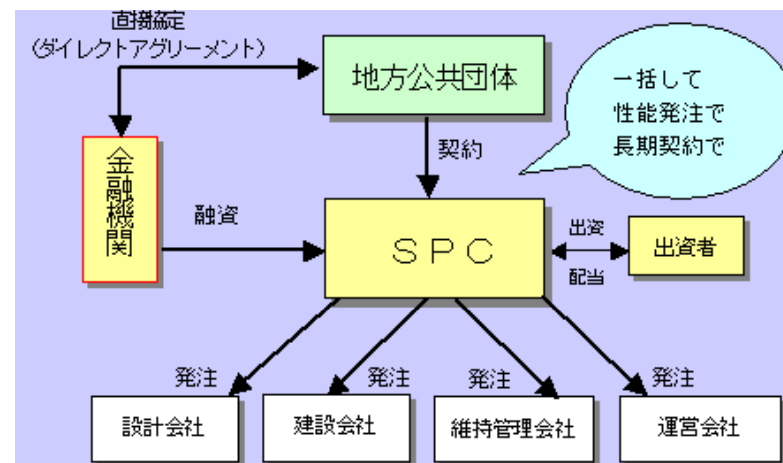 直接協定
(ダイレクトアグリーメント)
地方公共団体
一括して
性能発注で
長期契約で
金融機関
契約
融資
SPC
出資
配当
出資者
発注
発注
発注
発注
設計会社
建設会社
維持管理会社
運営会社